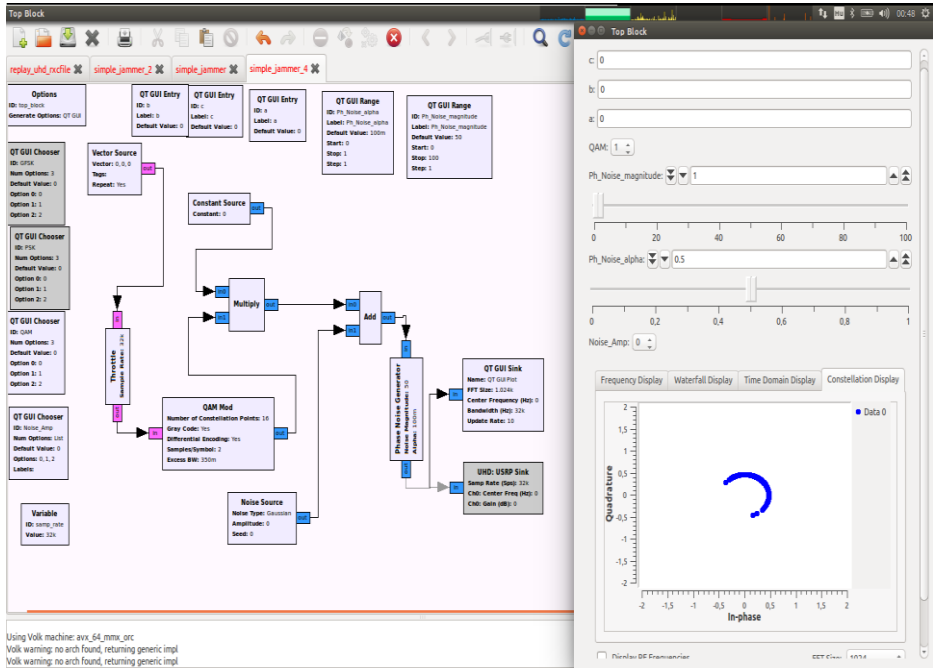 Top Block
Hu
00:48
replay_uhd_rxcfile
simple_jammer_2
simple_jammer
simple_jammer_4
Options
ID: top_block
Generate Options: QT GUI
QT GUI Entry
ID: b
Label: b
Default Value: 0
QT GUI Entry
ID: c
Label: c
Default Value: 0
QT GUI Entry
ID: a
Label: a
Default Value: 0
QT GUI Range
ID: Ph_Noise_alpha
Label: Ph_Noise_alpha
Default Value: 100m
Start: 0
Stop: 1
Step: 1
QT GUI Range
ID: Ph_Noise_magnitude
Label: Ph_Noise_magnitude
Default Value: 50
Start: 0
Stop: 100
Step: 1
QT GUI Chooser
ID: GFSK
Num Options: 3
Default Value: 0
Option 0: 0
Option 1: 1
Option 2: 2
Vector Source
Vector: 0, 0, 0
Tags:
Repeat: Yes
out
Constant Source
Constant: 0
out
QT GUI Chooser
ID: PSK
Num Options: 3
Default Value: 0
Option 0: 0
Option 1: 1
Option 2: 2
in0
in1
Multiply
out
in0
in1
Add
out
QT GUI Chooser
ID: QAM
Num Options: 3
Default Value: 0
Option 0: 0
Option 1: 1
Option 2: 2
in
Throttle
Sample Rate: 32k
out
in
Phase Noise Generator
Noise Magnitude: 50
Alpha: 100m
out
in
QT GUI Sink
Name: QT GUI Plot
FFT Size: 1.024k
Center Frequency (Hz): 0
Bandwidth (Hz): 32k
Update Rate: 10
QT GUI Chooser
ID: Noise_Amp
Num Options: List
Default Value: 0
Options: 0, 1, 2
Labels:
in
QAM Mod
Number of Constellation Points: 16
Gray Code: Yes
Differential Encoding: Yes
Samples/Symbol: 2
Excess BW: 350m
out
in
UHD: USRP Sink
Samp Rate (Sps): 32k
Ch0: Center Freq (Hz): 0
Ch0: Gain (dB): 0
Variable
ID: samp_rate
Value: 32k
Noise Source
Noise Type: Gaussian
Amplitude: 0
Seed: 0
out
Using Volk machine: avx_64_mmx_orc
Volk warning: no arch found, returning generic impl
Volk warning: no arch found, returning generic impl
Top Block
c: 0
b: 0
a: 0
QAM: 1
Ph_Noise_magnitude: 1
0 20 40 60 80 100
Ph_Noise_alpha: 0.5
0 0,2 0,4 0,6 0,8 1
Noise_Amp: 0
Frequency Display Waterfall Display Time Domain Display Constellation Display
Data 0
2
1,5
1
0,5
0
-0,5
-1
-1,5
-2
Quadrature
-2 -1,5 -1 -0,5 0 0,5 1 1,5 2
In-phase
Display RF Frequencies
FFT Size: 1024